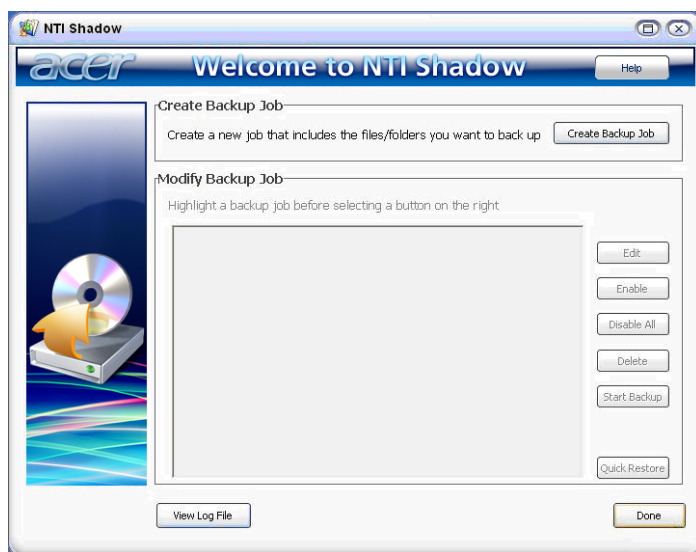 NTI Shadow
acer
Welcome to NTI Shadow
Help
Create Backup Job
Create a new job that includes the files/folders you want to back up
Create Backup Job
Modify Backup Job
Highlight a backup job before selecting a button on the right
Edit
Enable
Disable All
Delete
Start Backup
Quick Restore
View Log File
Done